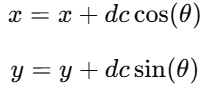 x = x + dc cos(θ)
y = y + dc sin(θ)